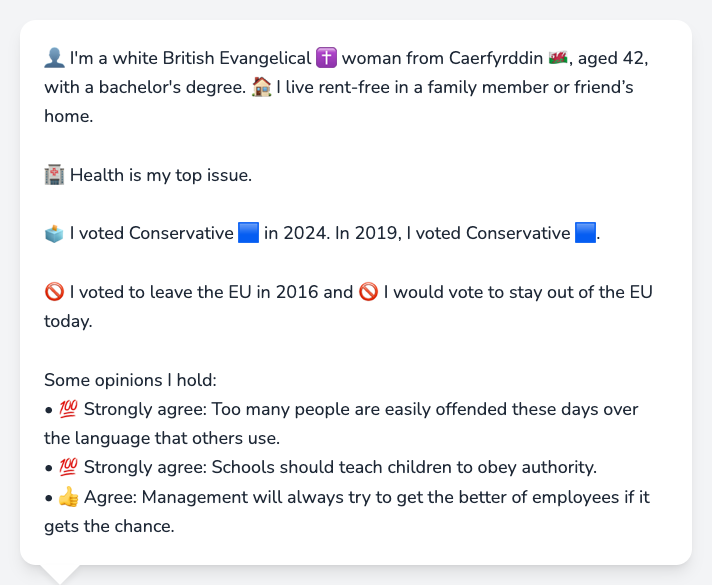 👤 I'm a white British Evangelical ✝️ woman from Caerfyrddin 🏴󠁧󠁢󠁷󠁬󠁳󠁿, aged 42,
with a bachelor's degree. 🏠 I live rent-free in a family member or friend’s
home.
🏥 Health is my top issue.
🗳️ I voted Conservative 🟦 in 2024. In 2019, I voted Conservative 🟦.
🚫 I voted to leave the EU in 2016 and 🚫 I would vote to stay out of the EU
today.
Some opinions I hold:
• 💯 Strongly agree: Too many people are easily offended these days over
the language that others use.
• 💯 Strongly agree: Schools should teach children to obey authority.
• 👍 Agree: Management will always try to get the better of employees if it
gets the chance.